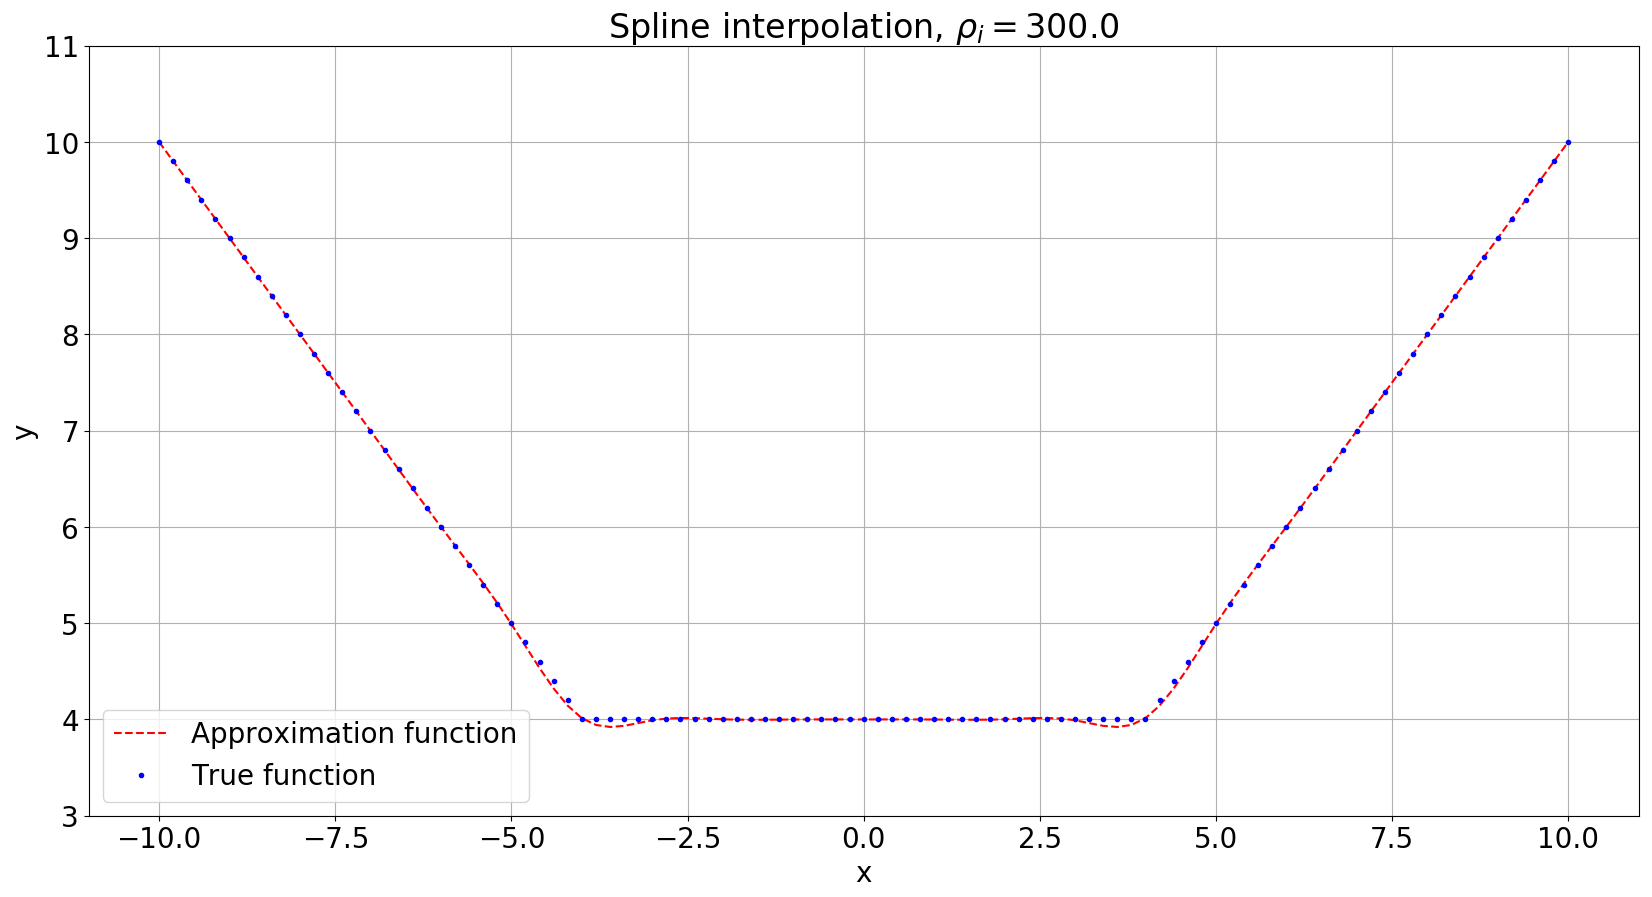 Spline interpolation, ρᵢ = 300.0
11
10
9
8
7
6
5
4
3
y
Approximation function
True function
−10.0 −7.5 −5.0 −2.5 0.0 2.5 5.0 7.5 10.0
x